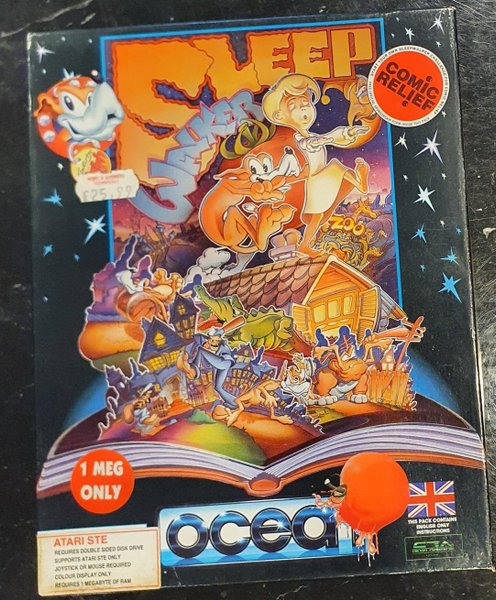 SLEEP
WALKER
COMIC
RELIEF
£25.99
ZOO
1 MEG
ONLY
ocea
THIS PACK CONTAINS
ENGLISH ONLY
INSTRUCTIONS
ATARI STE
REQUIRES DOUBLE SIDED DISK DRIVE
SUPPORTS ATARI STE ONLY
JOYSTICK OR MOUSE REQUIRED
COLOUR DISPLAY ONLY
REQUIRES 1 MEGABYTE OF RAM